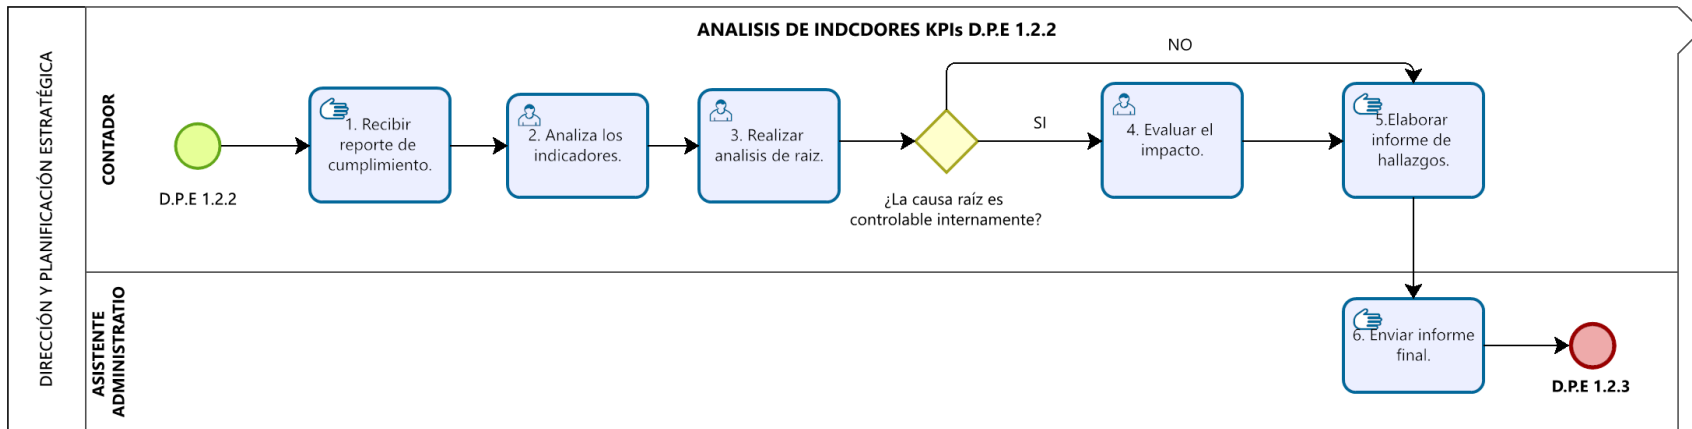 DIRECCIÓN Y PLANIFICACIÓN ESTRATÉGICA
ANALISIS DE INDCDORES KPIs D.P.E 1.2.2
CONTADOR
D.P.E 1.2.2
1. Recibir
reporte de
cumplimiento.
2. Analiza los
indicadores.
3. Realizar
analisis de raiz.
¿La causa raíz es
controlable internamente?
NO
SI
4. Evaluar el
impacto.
5.Elaborar
informe de
hallazgos.
ASISTENTE
ADMINISTRATIO
6. Enviar informe
final.
D.P.E 1.2.3